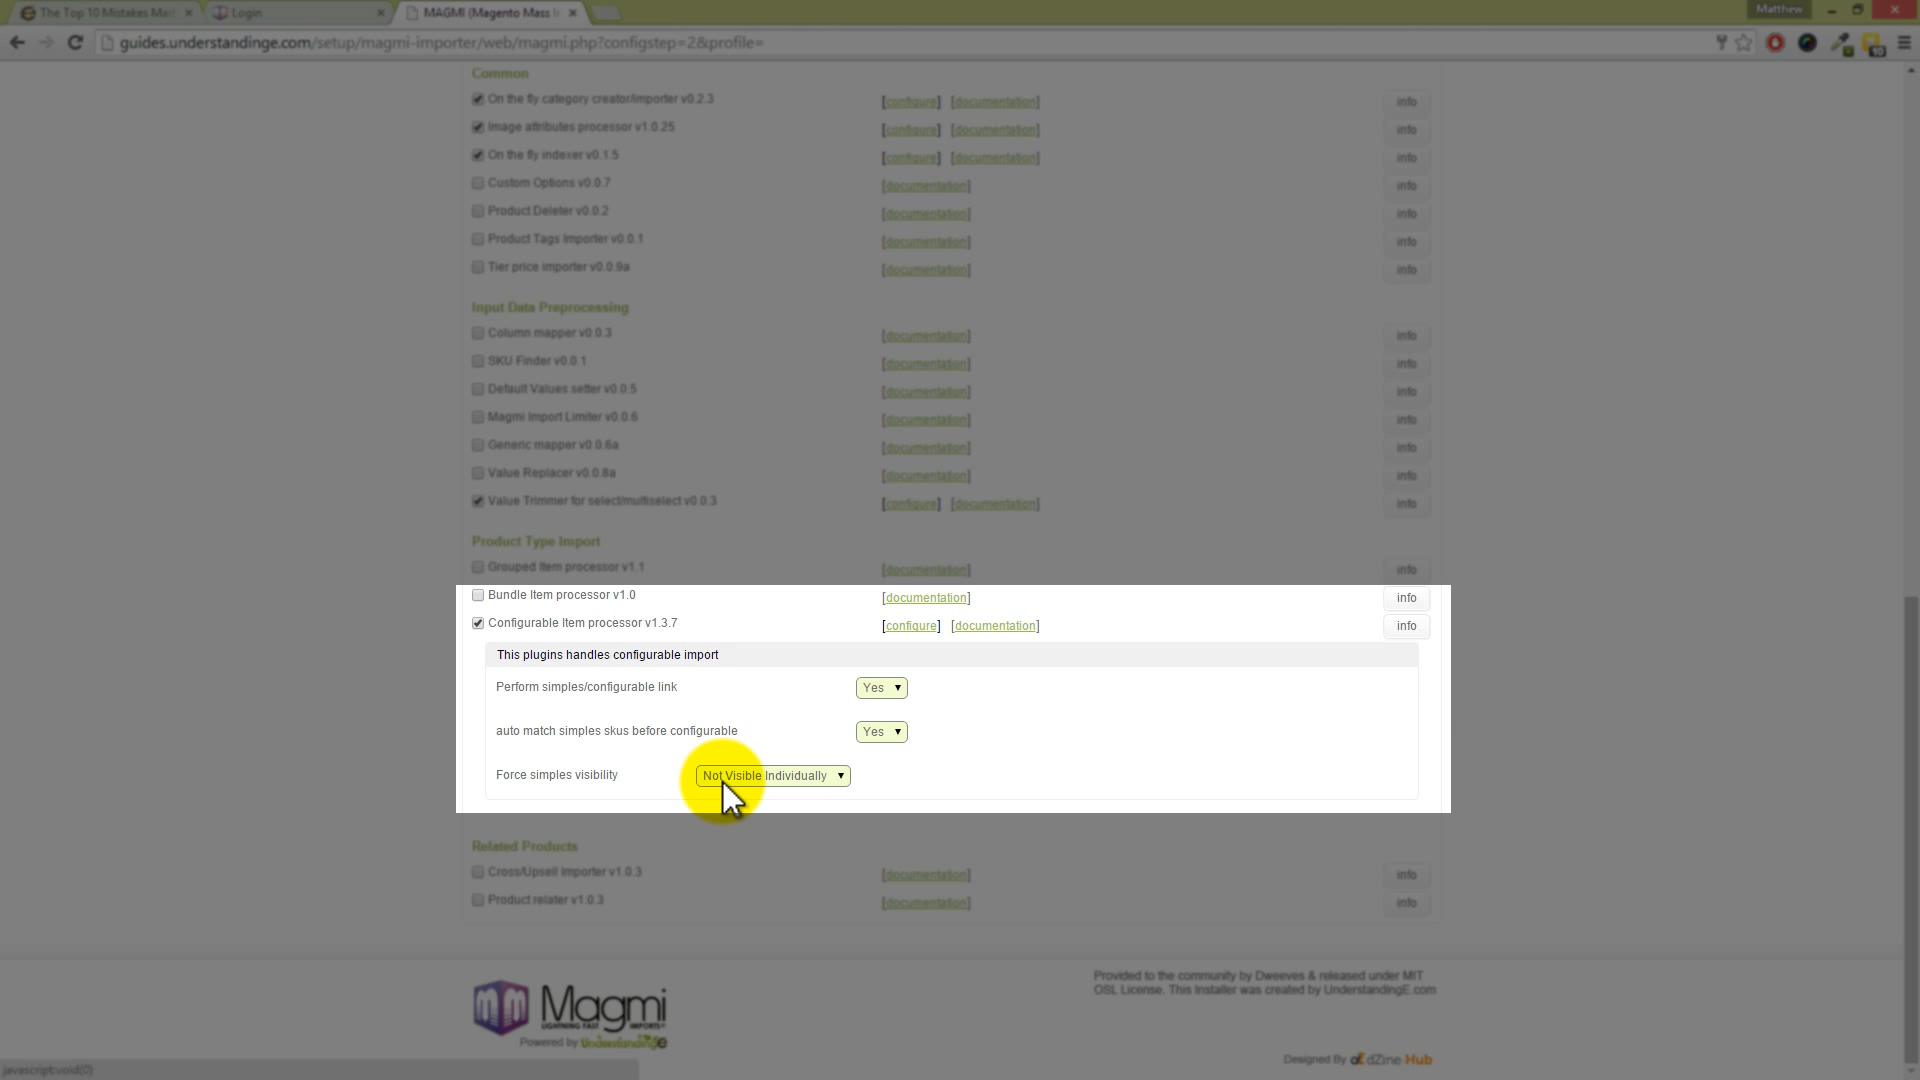 The Top 10 Mistakes Ma
Login
MAGMI (Magento Mass I
Matthew
guides.understandinge.com/setup/magmi-importer/web/magmi.php?configstep=2&profile=
10
Common
On the fly category creator/importer v0.2.3 [configure] [documentation] info
Image attributes processor v1.0.25 [configure] [documentation] info
On the fly indexer v0.1.5 [configure] [documentation] info
Custom Options v0.0.7 [documentation] info
Product Deleter v0.0.2 [documentation] info
Product Tags Importer v0.0.1 [documentation] info
Tier price importer v0.0.9a [documentation] info
Input Data Preprocessing
Column mapper v0.0.3 [documentation] info
SKU Finder v0.0.1 [documentation] info
Default Values setter v0.0.5 [documentation] info
Magmi Import Limiter v0.0.6 [documentation] info
Generic mapper v0.0.6a [documentation] info
Value Replacer v0.0.8a [documentation] info
Value Trimmer for select/multiselect v0.0.3 [configure] [documentation] info
Product Type Import
Grouped Item processor v1.1 [documentation] info
Bundle Item processor v1.0 [documentation] info
Configurable Item processor v1.3.7 [configure] [documentation] info
This plugins handles configurable import
Perform simples/configurable link Yes
auto match simples skus before configurable Yes
Force simples visibility Not Visible Individually
Related Products
Cross/Upsell Importer v1.0.3 [documentation] info
Product relater v1.0.3 [documentation] info
Magmi
LIGHTNING FAST IMPORTS
Powered by UnderstandingE
Provided to the community by Dweeves & released under MIT
OSL License. This Installer was created by UnderstandingE.com
Designed By dZine Hub
javascript:void(0)